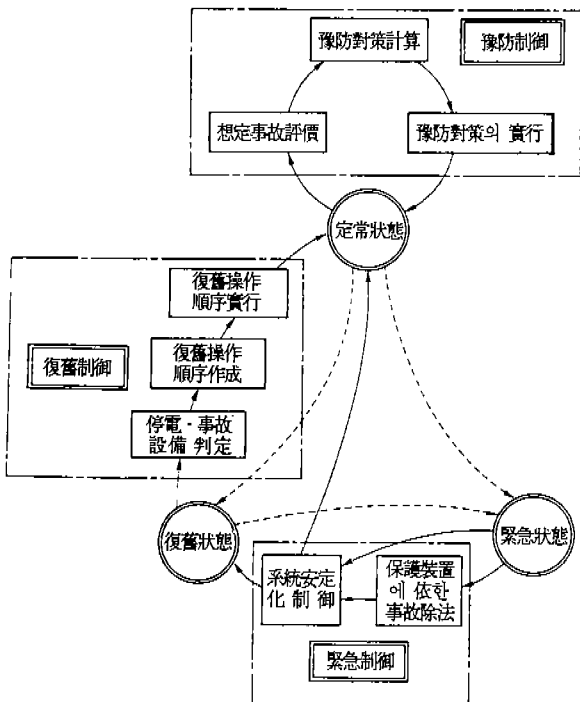 豫防對策計算
豫防制御
想定事故評價
豫防對策의 實行
定常狀態
復舊操作
順序實行
復舊制御
復舊操作
順序作成
停電·事故
設備 判定
復舊狀態
緊急狀態
系統安定
化 制 御
保護裝置
에 依한
事故除法
緊急制御